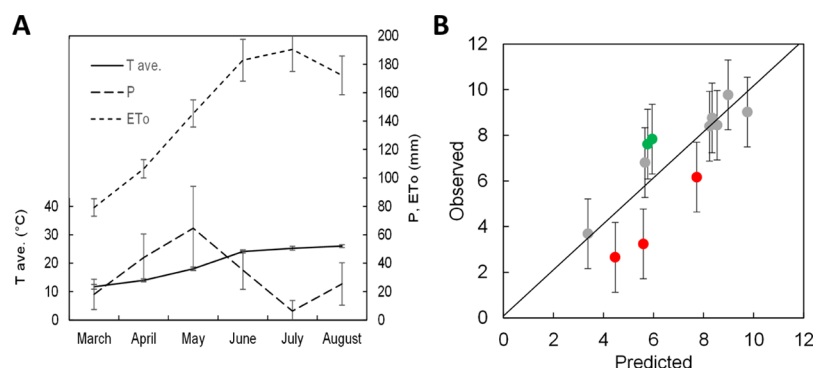 A
T ave.
P
ETo
T ave. (°C)
40
30
20
10
0
200
180
160
140
120
100
80
60
40
20
0
P, ETo (mm)
March April May June July August
B
Observed
12
10
8
6
4
2
0
0 2 4 6 8 10 12
Predicted